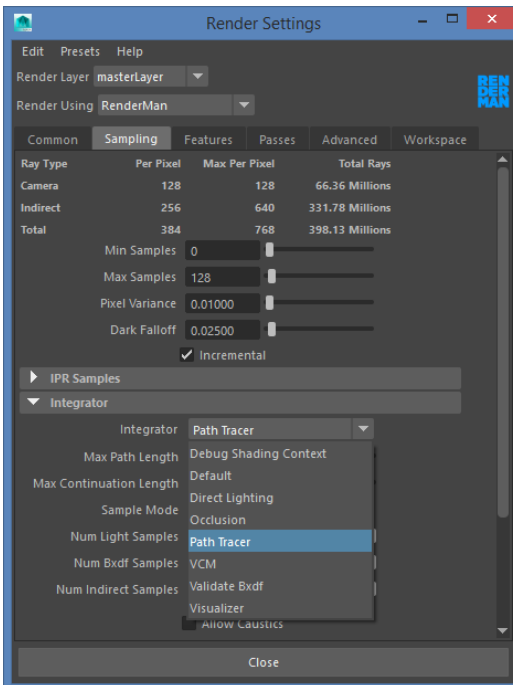 Render Settings
Edit Presets Help
Render Layer masterLayer
Render Using RenderMan
REN
DER
MAN
Common Sampling Features Passes Advanced Workspace
Ray Type Per Pixel Max Per Pixel Total Rays
Camera 128 128 66.36 Millions
Indirect 256 640 331.78 Millions
Total 384 768 398.13 Millions
Min Samples 0
Max Samples 128
Pixel Variance 0.01000
Dark Falloff 0.02500
Incremental
IPR Samples
Integrator
Integrator Path Tracer
Max Path Length Debug Shading Context
Max Continuation Length Default
Direct Lighting
Sample Mode Occlusion
Num Light Samples Path Tracer
Num Bxdf Samples VCM
Num Indirect Samples Validate Bxdf
Visualizer
Allow Caustics
Close